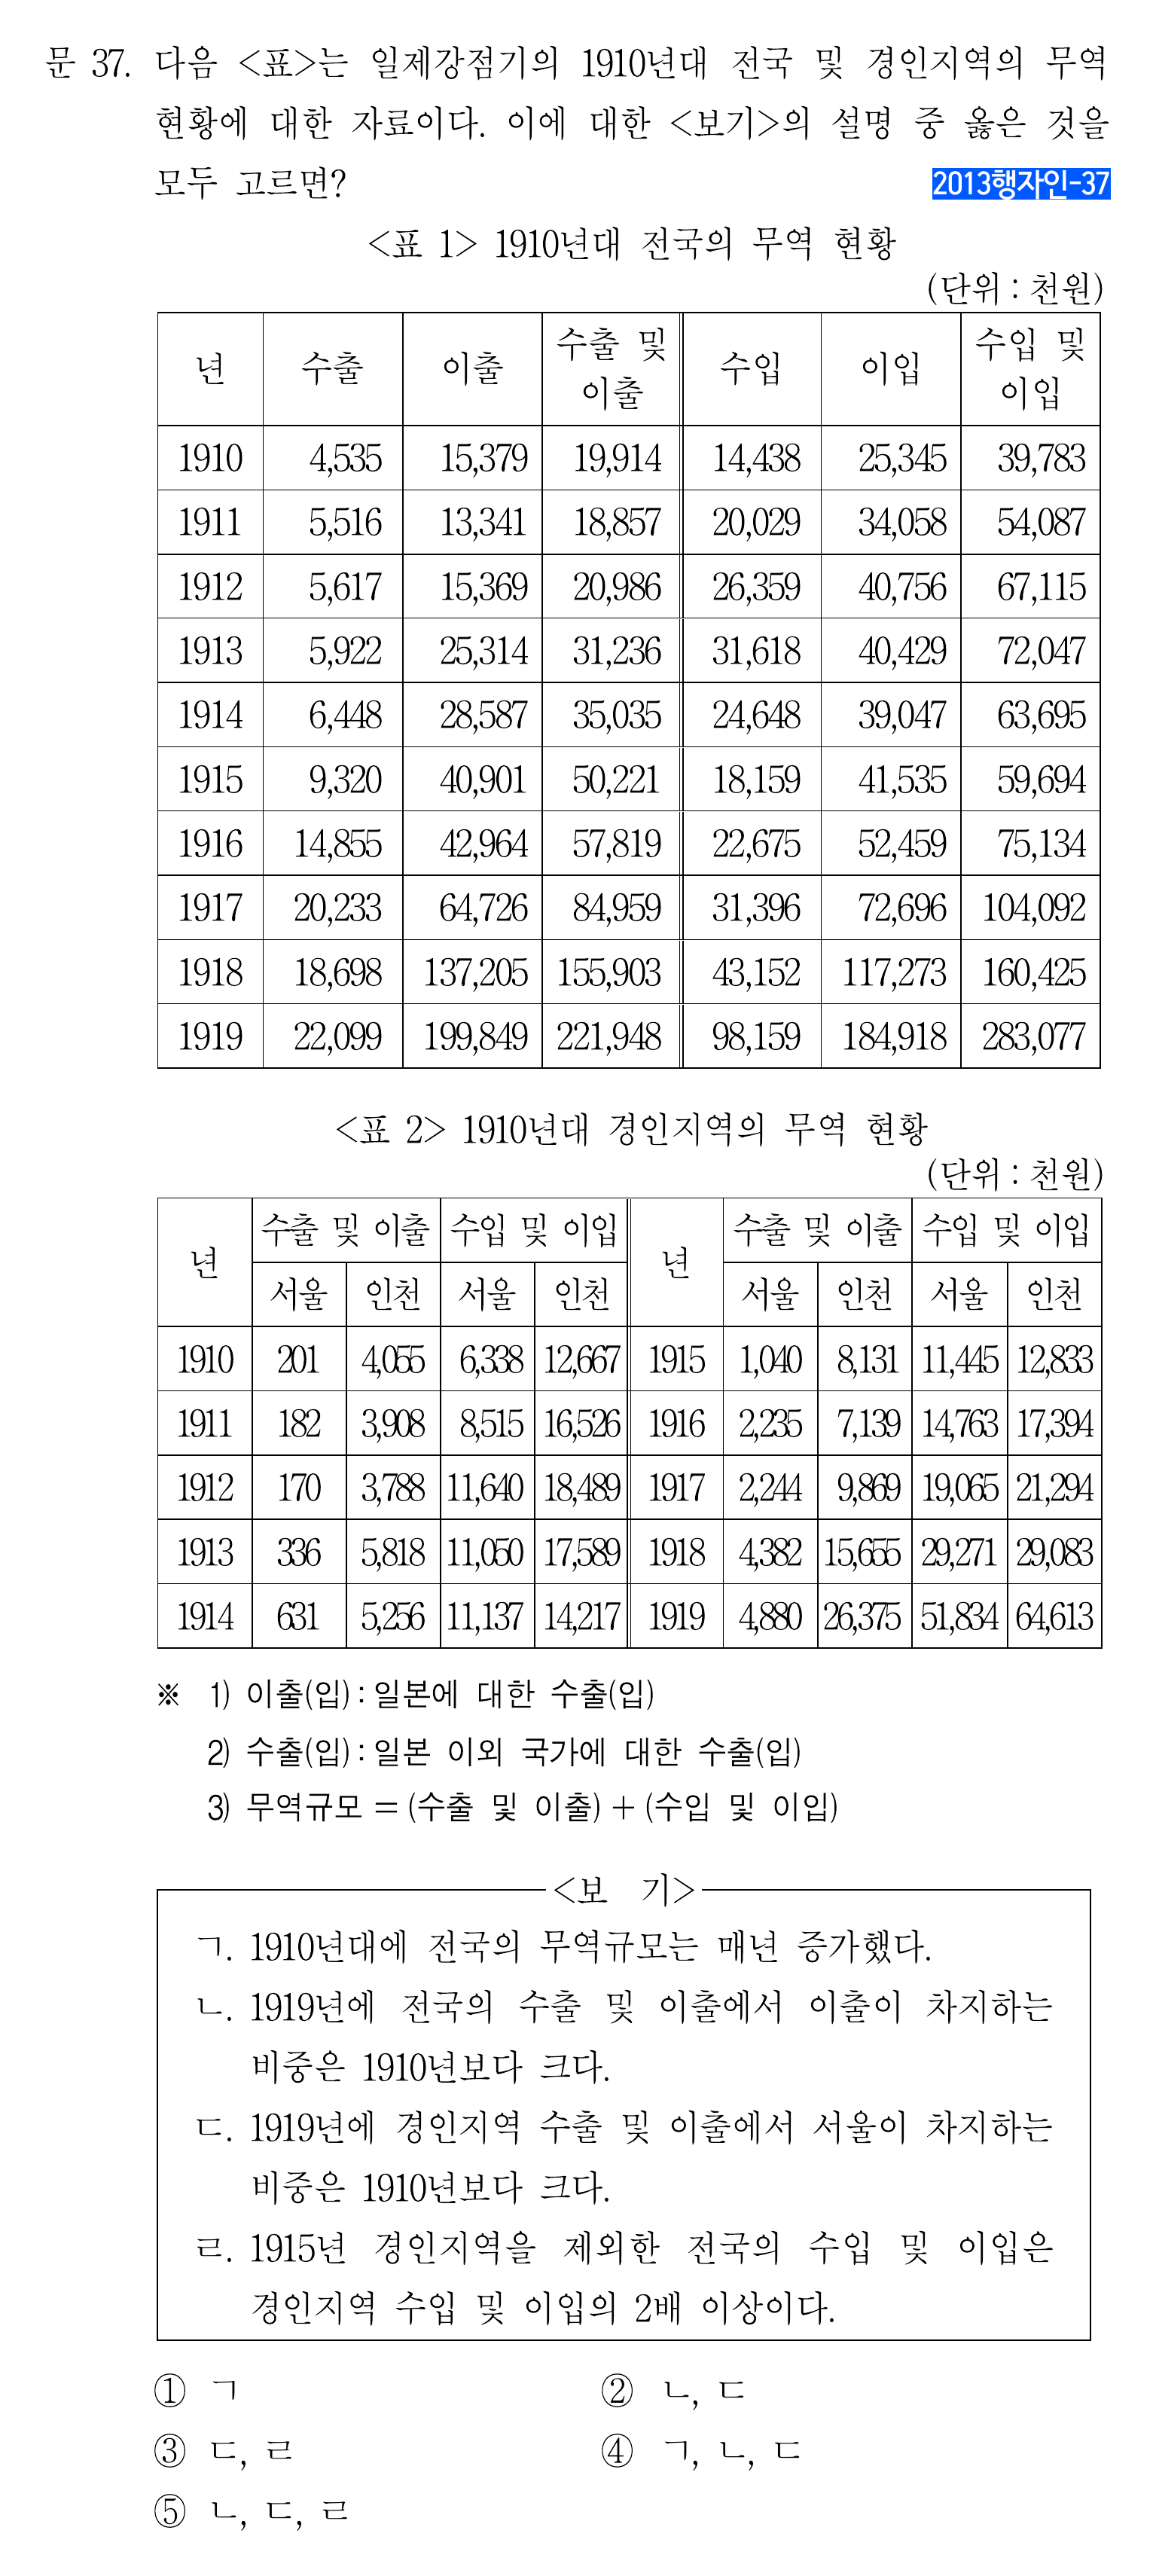 문 37. 다음 <표>는 일제강점기의 1910년대 전국 및 경인지역의 무역
현황에 대한 자료이다. 이에 대한 <보기>의 설명 중 옳은 것을
모두 고르면? 2013행자인-37
<표 1> 1910년대 전국의 무역 현황
(단위 : 천원)
년 수출 이출 수출 및 이출 수입 이입 수입 및 이입
1910 4,535 15,379 19,914 14,438 25,345 39,783
1911 5,516 13,341 18,857 20,029 34,058 54,087
1912 5,617 15,369 20,986 26,359 40,756 67,115
1913 5,922 25,314 31,236 31,618 40,429 72,047
1914 6,448 28,587 35,035 24,648 39,047 63,695
1915 9,320 40,901 50,221 18,159 41,535 59,694
1916 14,855 42,964 57,819 22,675 52,459 75,134
1917 20,233 64,726 84,959 31,396 72,696 104,092
1918 18,698 137,205 155,903 43,152 117,273 160,425
1919 22,099 199,849 221,948 98,159 184,918 283,077
<표 2> 1910년대 경인지역의 무역 현황
(단위 : 천원)
년 수출 및 이출 수입 및 이입 년 수출 및 이출 수입 및 이입
서울 인천 서울 인천 서울 인천 서울 인천
1910 201 4,055 6,338 12,667 1915 1,040 8,131 11,445 12,833
1911 182 3,908 8,515 16,526 1916 2,235 7,139 14,763 17,394
1912 170 3,788 11,640 18,489 1917 2,244 9,869 19,065 21,294
1913 336 5,818 11,050 17,589 1918 4,382 15,655 29,271 29,083
1914 631 5,256 11,137 14,217 1919 4,880 26,375 51,834 64,613
※ 1) 이출(입) : 일본에 대한 수출(입)
2) 수출(입) : 일본 이외 국가에 대한 수출(입)
3) 무역규모 = (수출 및 이출) + (수입 및 이입)
<보 기>
ㄱ. 1910년대에 전국의 무역규모는 매년 증가했다.
ㄴ. 1919년에 전국의 수출 및 이출에서 이출이 차지하는
비중은 1910년보다 크다.
ㄷ. 1919년에 경인지역 수출 및 이출에서 서울이 차지하는
비중은 1910년보다 크다.
ㄹ. 1915년 경인지역을 제외한 전국의 수입 및 이입은
경인지역 수입 및 이입의 2배 이상이다.
① ㄱ ② ㄴ, ㄷ
③ ㄷ, ㄹ ④ ㄱ, ㄴ, ㄷ
⑤ ㄴ, ㄷ, ㄹ